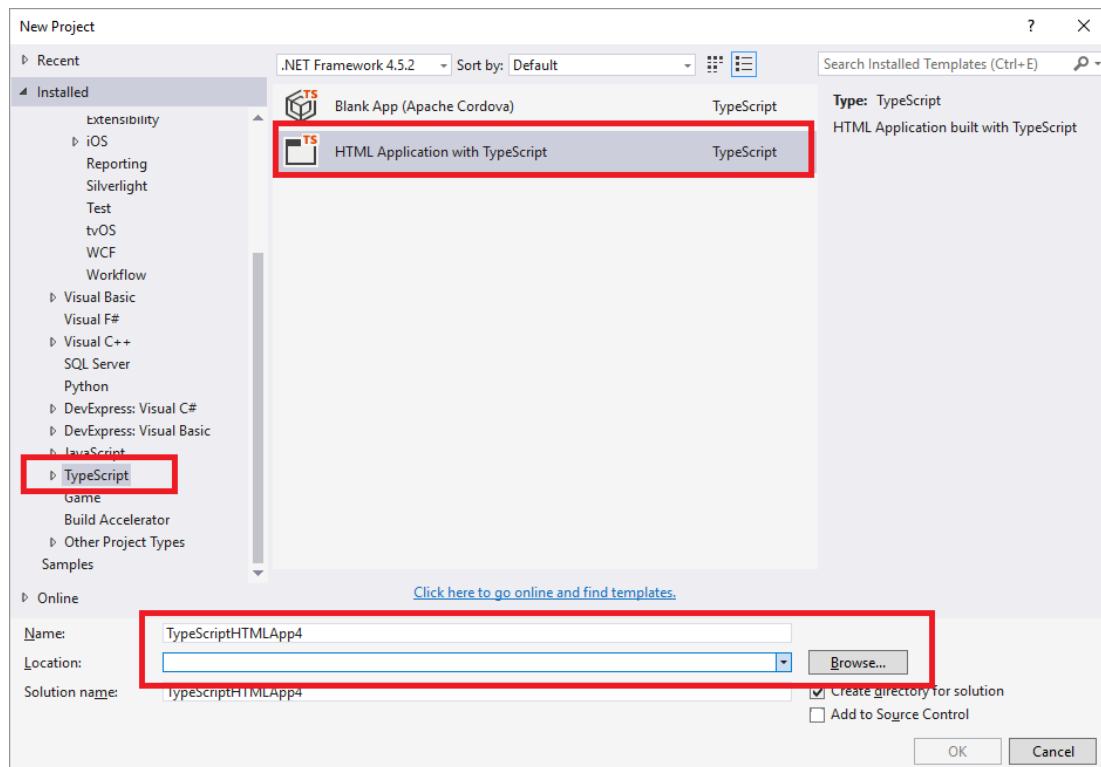 New Project
?
Recent
.NET Framework 4.5.2
Sort by: Default
Search Installed Templates (Ctrl+E)
Installed
Extensibility
iOS
Reporting
Silverlight
Test
tvOS
WCF
Workflow
Visual Basic
Visual F#
Visual C++
SQL Server
Python
DevExpress: Visual C#
DevExpress: Visual Basic
JavaScript
TypeScript
Game
Build Accelerator
Other Project Types
Samples
Online
TS
Blank App (Apache Cordova) TypeScript
TS
HTML Application with TypeScript TypeScript
Click here to go online and find templates.
Type: TypeScript
HTML Application built with TypeScript
Name: TypeScriptHTMLApp4
Location:
Browse...
Solution name: TypeScriptHTMLApp4
Create directory for solution
Add to Source Control
OK Cancel